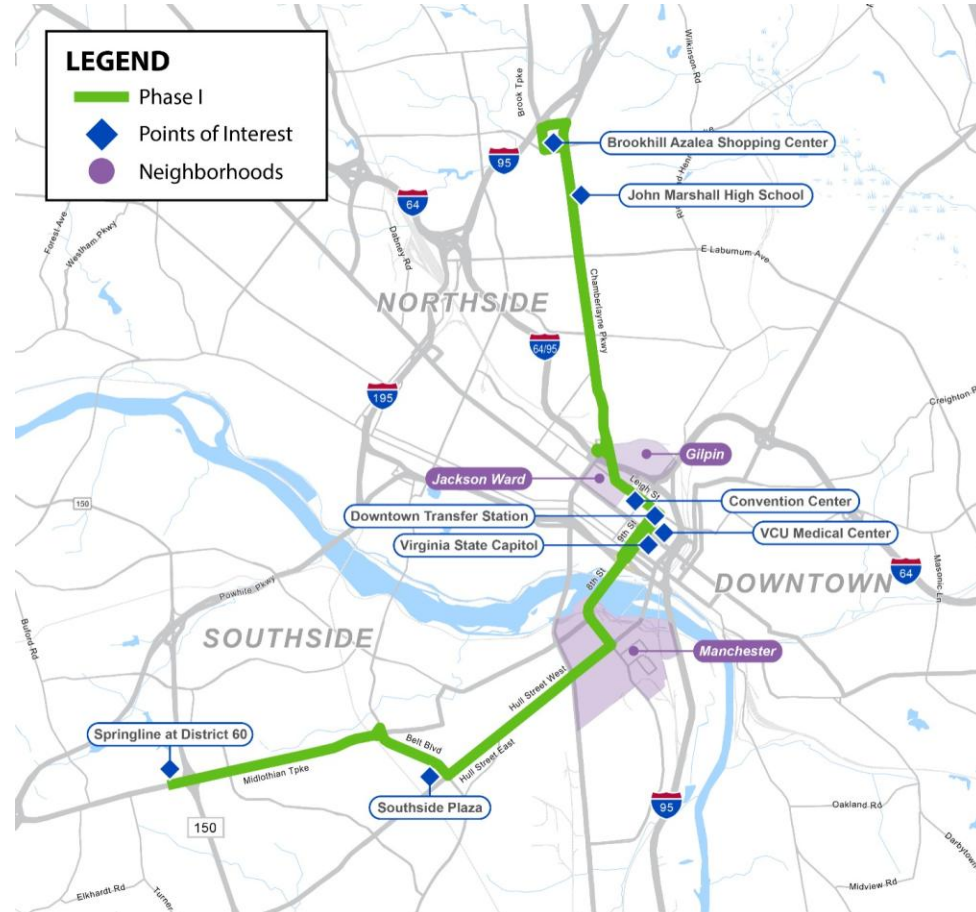 LEGEND
Phase I
Points of Interest
Neighborhoods
Brook Tpke
Wilkinson Rd
Brookhill Azalea Shopping Center
95
John Marshall High School
64
Forest Ave
Westham Pkwy
Dabney Rd
E Laburnum Ave
NORTHSIDE
Chamberlayne Pkwy
64/95
195
Creighton R
Gilpin
Jackson Ward
Leigh St
150
Convention Center
Downtown Transfer Station
9th St
VCU Medical Center
Virginia State Capitol
64
Masonic Ln
8th St
DOWNTOWN
Powhite Pkwy
Buford Rd
SOUTHSIDE
Manchester
Hull Street West
Springline at District 60
Belt Blvd
Hull Street East
Midlothian Tpke
Southside Plaza
95
Oakland Rd
150
Darbytown
Elkhardt Rd
Turner
Midview Rd